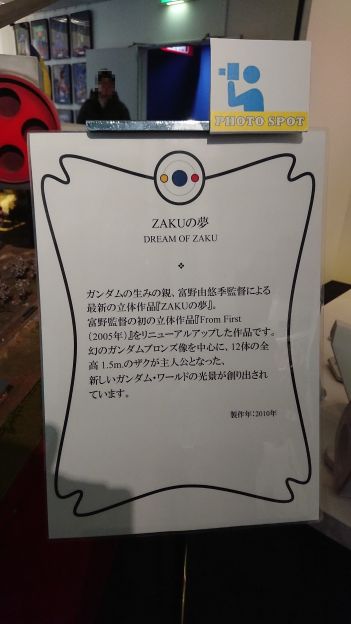 PHOTO SPOT
ZAKUの夢
DREAM OF ZAKU
ガンダムの生みの親、富野由悠季監督による
最新の立体作品『ZAKUの夢』。
富野監督の初の立体作品『From First
(2005年)』をリニューアルアップした作品です。
幻のガンダムブロンズ像を中心に、12体の全
高 1.5m.のザクが主人公となった、
新しいガンダム・ワールドの光景が創り出され
ています。
製作年:2010年